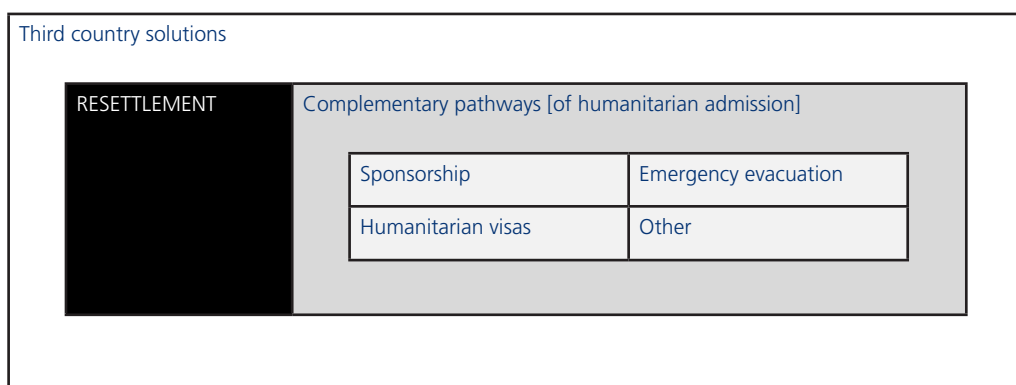 Third country solutions
RESETTLEMENT
Complementary pathways [of humanitarian admission]
Sponsorship
Emergency evacuation
Humanitarian visas
Other